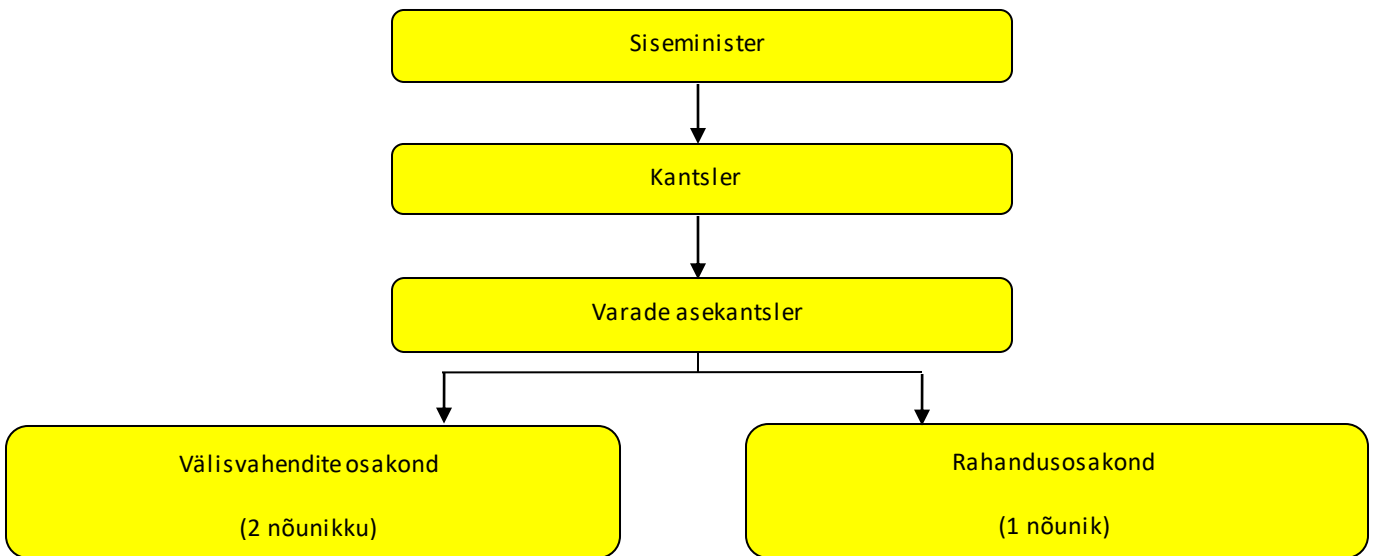 Siseminister
Kantsler
Varade asekantsler
Välisvahendite osakond
(2 nõunikku)
Rahandusosakond
(1 nõunik)